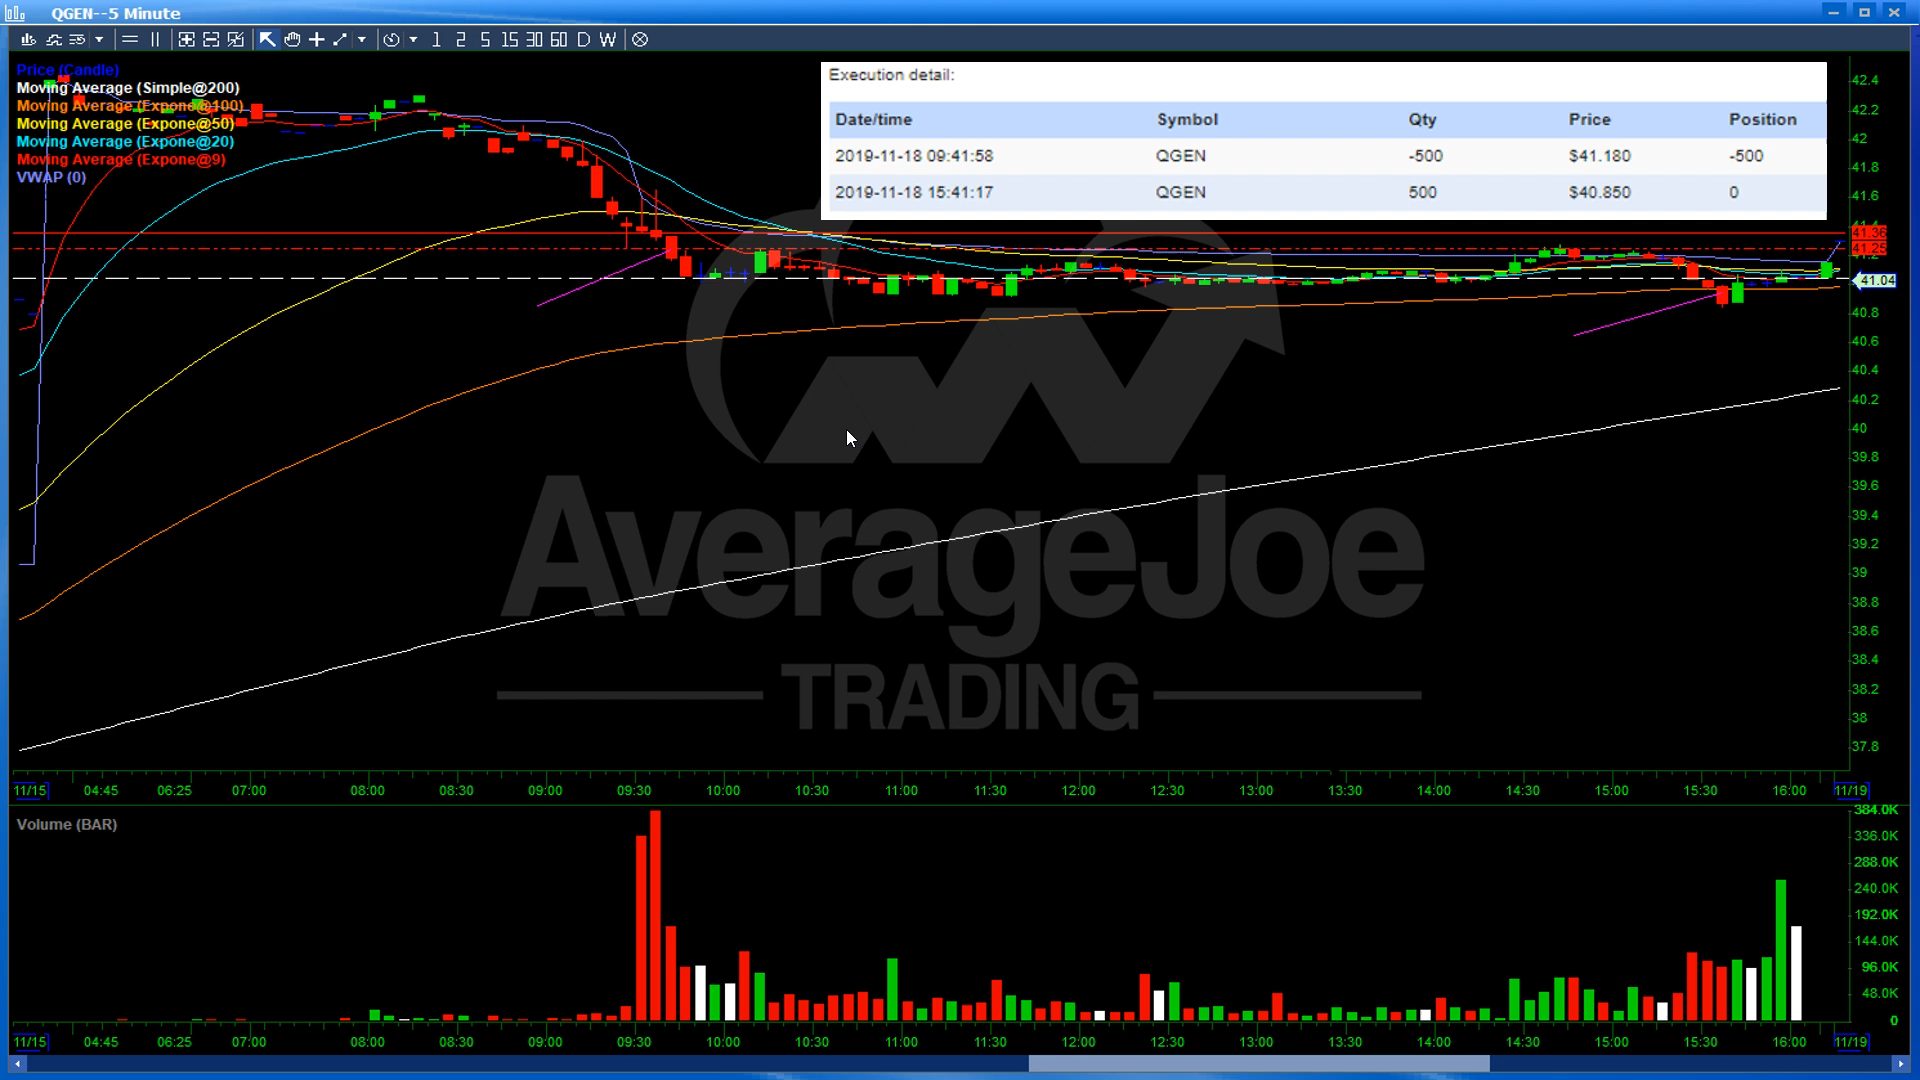 QGEN--5 Minute
1 2 5 15 30 60 D W
Price (Candle)
Moving Average (Simple@200)
Moving Average (Expone@100)
Moving Average (Expone@50)
Moving Average (Expone@20)
Moving Average (Expone@9)
VWAP (0)
Execution detail:
Date/time Symbol Qty Price Position
2019-11-18 09:41:58 QGEN -500 $41.180 -500
2019-11-18 15:41:17 QGEN 500 $40.850 0
42.4
42.2
42
41.8
41.6
41.4
41.36
41.25
41.2
41.04
40.8
40.6
40.4
40.2
40
39.8
39.6
39.4
39.2
39
38.8
38.6
38.4
38.2
38
37.8
AverageJoe
TRADING
11/15 04:45 06:25 07:00 08:00 08:30 09:00 09:30 10:00 10:30 11:00 11:30 12:00 12:30 13:00 13:30 14:00 14:30 15:00 15:30 16:00 11/19
Volume (BAR)
384.0K
336.0K
288.0K
240.0K
192.0K
144.0K
96.0K
48.0K
0
11/15 04:45 06:25 07:00 08:00 08:30 09:00 09:30 10:00 10:30 11:00 11:30 12:00 12:30 13:00 13:30 14:00 14:30 15:00 15:30 16:00 11/19